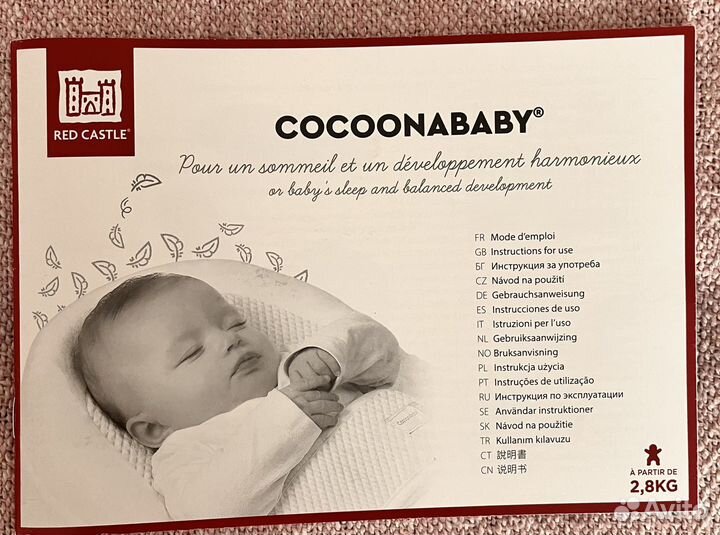 RED CASTLE®
COCOONABABY®
Pour un sommeil et un développement harmonieux
or baby's sleep and balanced development
FR Mode d'emploi
GB Instructions for use
БГ Инструкция за употреба
CZ Návod na použití
DE Gebrauchsanweisung
ES Instrucciones de uso
IT Istruzioni per l'uso
NL Gebruiksaanwijzing
NO Bruksanvisning
PL Instrukcja użycia
PT Instruções de utilização
RU Инструкция по эксплуатации
SE Användar instruktioner
SK Návod na použitie
TR Kullanım kılavuzu
CT 說明書
CN 说明书
À PARTIR DE
2,8KG
Avito